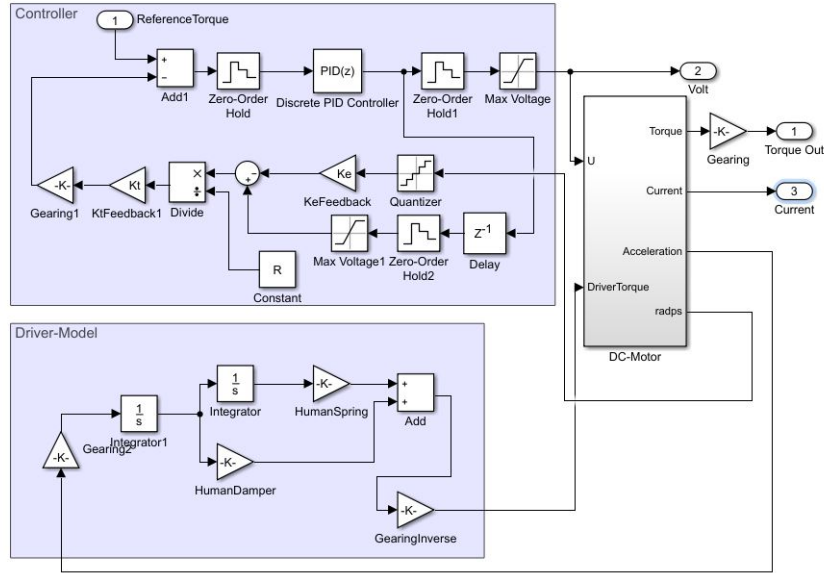 Controller
1
ReferenceTorque
+
−
Add1
Zero-Order
Hold
PID(z)
Discrete PID Controller
Zero-Order
Hold1
Max Voltage
2
Volt
Torque
-K-
Gearing
1
Torque Out
U
Current
3
Current
Acceleration
DriverTorque
radps
DC-Motor
-K-
Gearing1
Kt
KtFeedback1
×
÷
Divide
+
−
Ke
KeFeedback
Quantizer
Max Voltage1
Zero-Order
Hold2
Z-1
Delay
R
Constant
Driver-Model
1
s
Integrator
-K-
HumanSpring
+
+
Add
1
s
Integrator1
-K-
Gearing2
-K-
HumanDamper
-K-
GearingInverse